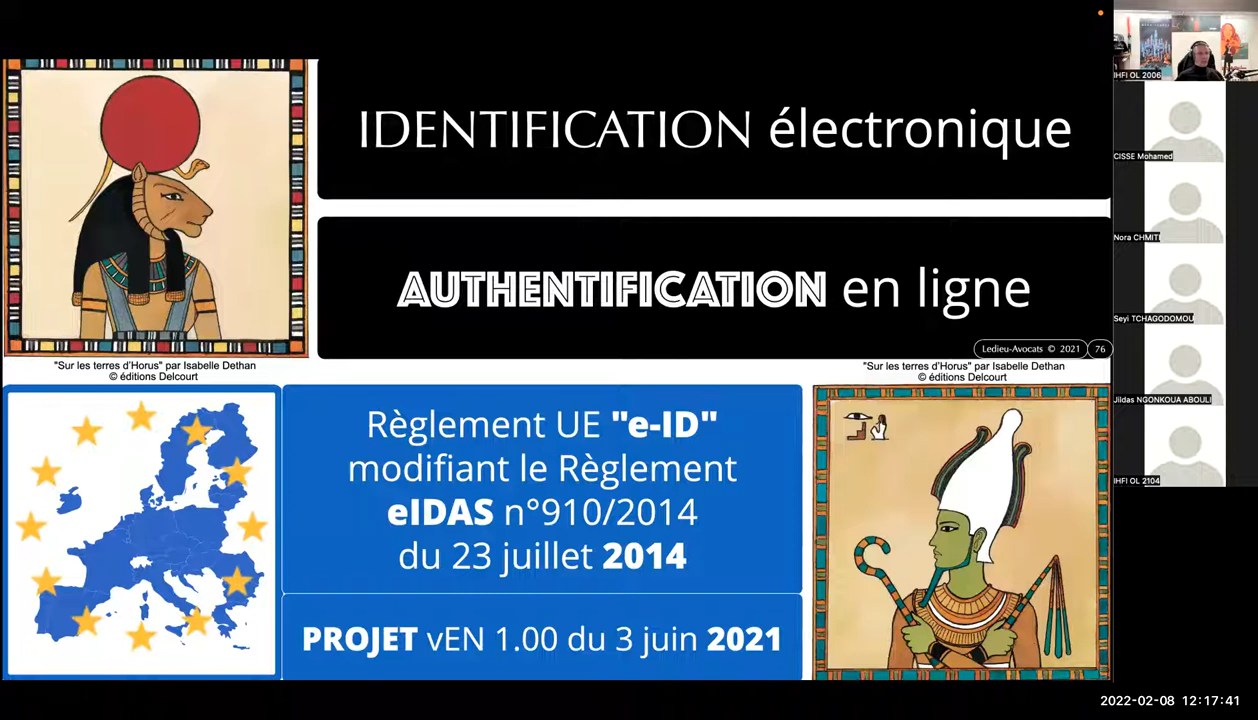 IDENTIFICATION électronique
AUTHENTIFICATION en ligne
Ledieu-Avocats © 2021 76
"Sur les terres d'Horus" par Isabelle Dethan
© éditions Delcourt
"Sur les terres d'Horus" par Isabelle Dethan
© éditions Delcourt
Règlement UE "e-ID"
modifiant le Règlement
eIDAS n°910/2014
du 23 juillet 2014
PROJET vEN 1.00 du 3 juin 2021
IHFI OL 2006
CISSE Mohamed
Nora CHMITI
Seyi TCHAGODOMOU
Jildas NGONKOUA ABOULI
IHFI OL 2104
2022-02-08 12:17:41